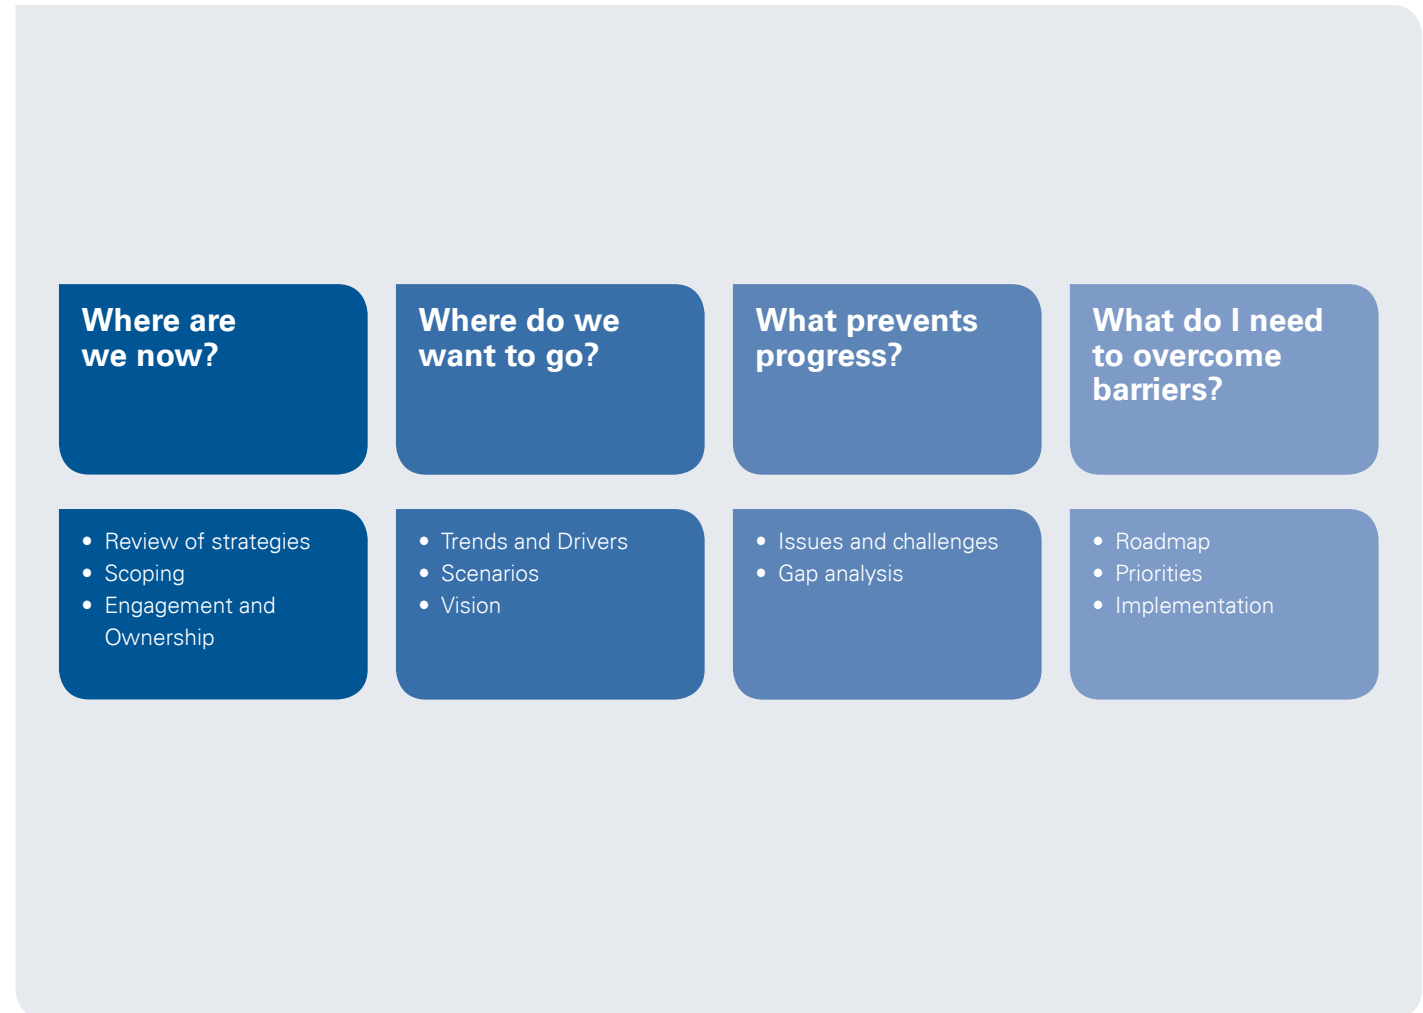 Where are
we now?
Where do we
want to go?
What prevents
progress?
What do I need
to overcome
barriers?
• Review of strategies
• Scoping
• Engagement and
Ownership
• Trends and Drivers
• Scenarios
• Vision
• Issues and challenges
• Gap analysis
• Roadmap
• Priorities
• Implementation